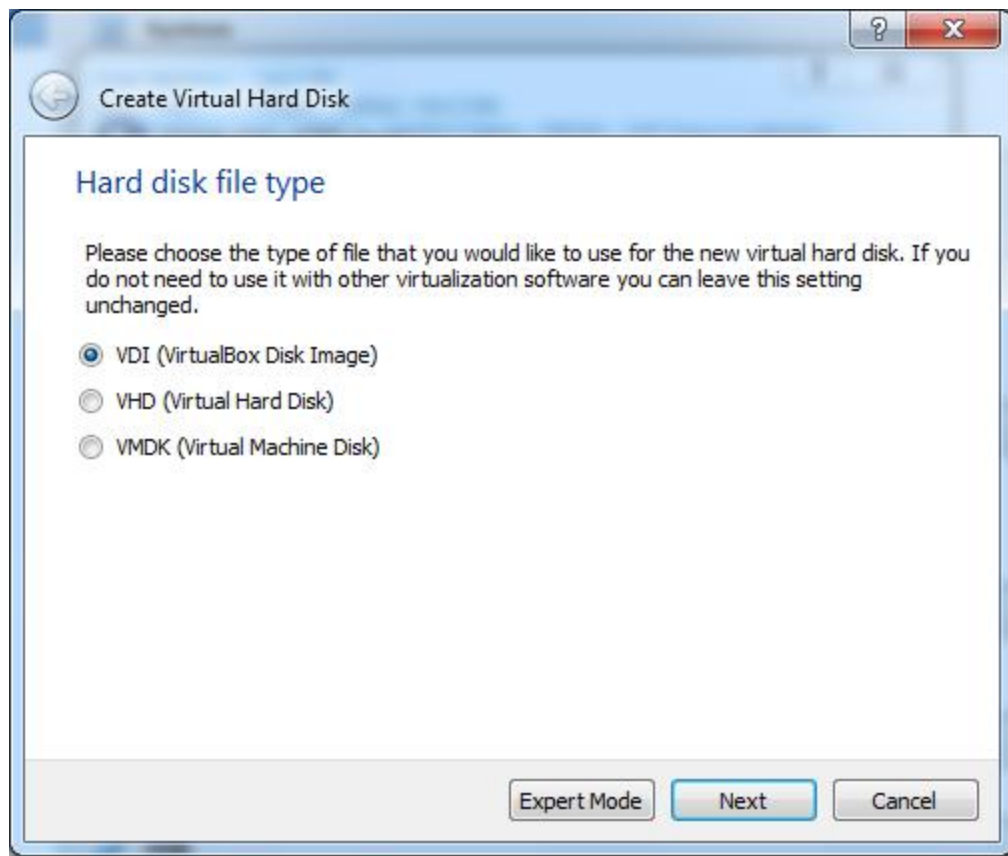 Create Virtual Hard Disk
Hard disk file type
Please choose the type of file that you would like to use for the new virtual hard disk. If you
do not need to use it with other virtualization software you can leave this setting
unchanged.
VDI (VirtualBox Disk Image)
VHD (Virtual Hard Disk)
VMDK (Virtual Machine Disk)
Expert Mode
Next
Cancel